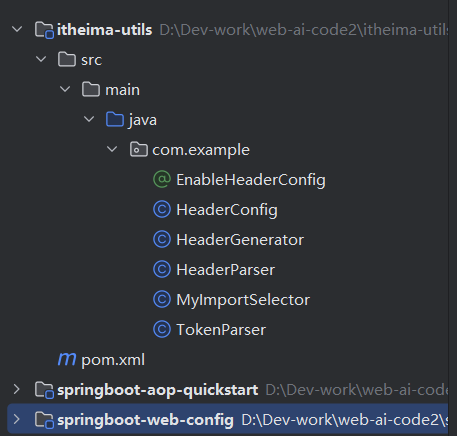 itheima-utils D:\Dev-work\web-ai-code2\itheima-utils
src
main
java
com.example
EnableHeaderConfig
HeaderConfig
HeaderGenerator
HeaderParser
MyImportSelector
TokenParser
m pom.xml
springboot-aop-quickstart D:\Dev-work\web-ai-code
springboot-web-config D:\Dev-work\web-ai-code2\s